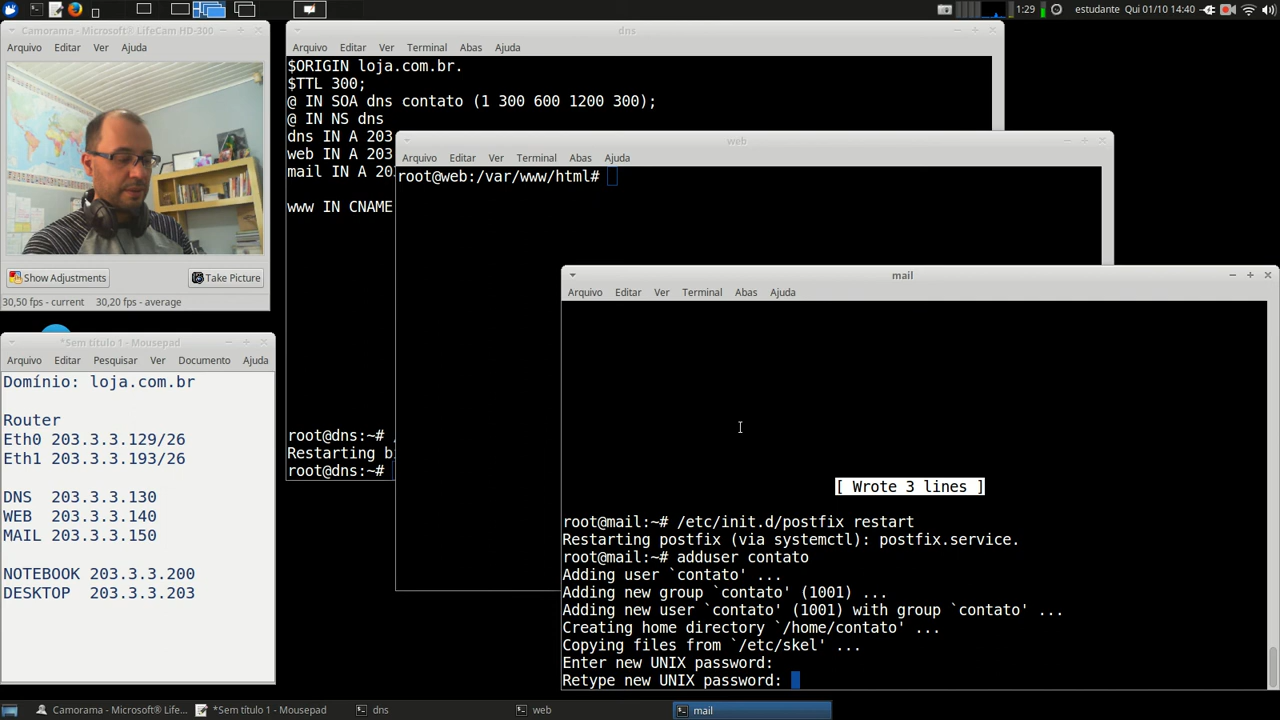 1:29
estudante
Qui 01/10 14:40
Camorama - Microsoft® LifeCam HD-300
Arquivo Editar Ver Ajuda
Show Adjustments
Take Picture
30,50 fps - current 30,20 fps - average
*Sem título 1 - Mousepad
Arquivo Editar Pesquisar Ver Documento Ajuda
Domínio: loja.com.br
Router
Eth0 203.3.3.129/26
Eth1 203.3.3.193/26
DNS 203.3.3.130
WEB 203.3.3.140
MAIL 203.3.3.150
NOTEBOOK 203.3.3.200
DESKTOP 203.3.3.203
dns
Arquivo Editar Ver Terminal Abas Ajuda
$ORIGIN loja.com.br.
$TTL 300;
@ IN SOA dns contato (1 300 600 1200 300);
@ IN NS dns
dns IN A 203
web IN A 203
mail IN A 20
www IN CNAME
root@dns:~# /
Restarting b
root@dns:~#
web
Arquivo Editar Ver Terminal Abas Ajuda
root@web:/var/www/html#
mail
Arquivo Editar Ver Terminal Abas Ajuda
[ Wrote 3 lines ]
root@mail:~# /etc/init.d/postfix restart
Restarting postfix (via systemctl): postfix.service.
root@mail:~# adduser contato
Adding user `contato' ...
Adding new group `contato' (1001) ...
Adding new user `contato' (1001) with group `contato' ...
Creating home directory `/home/contato' ...
Copying files from `/etc/skel' ...
Enter new UNIX password:
Retype new UNIX password:
Camorama - Microsoft® Life...
*Sem título 1 - Mousepad
dns
web
mail